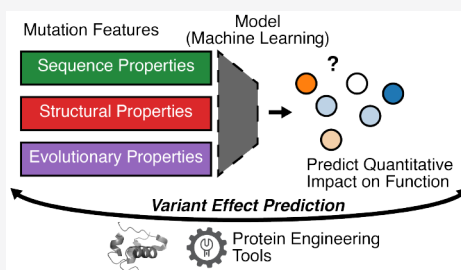 Mutation Features
Model
(Machine Learning)
Sequence Properties
Structural Properties
Evolutionary Properties
?
Predict Quantitative
Impact on Function
Variant Effect Prediction
Protein Engineering
Tools